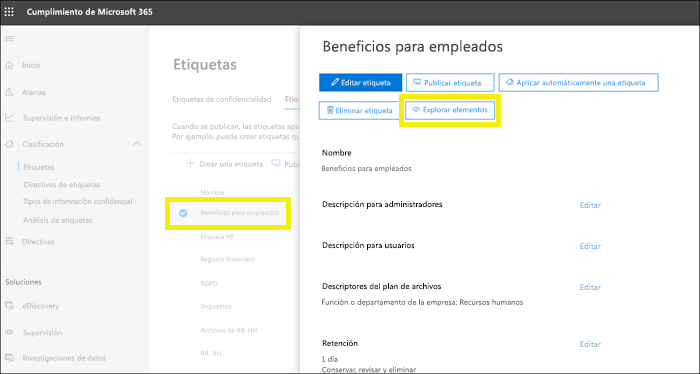 Cumplimiento de Microsoft 365
Inicio
Alertas
Supervisión e informes
Clasificación
Etiquetas
Directivas de etiquetas
Tipos de información confidencial
Análisis de etiquetas
Directivas
Soluciones
eDiscovery
Supervisión
Investigaciones de datos
Etiquetas
Etiquetas de confidencialidad Etiq
Cuando se publican, las etiquetas apa
Por ejemplo, puede crear etiquetas qu
Crear una etiqueta Publ
Nombre
Beneficios para empleados
Etiqueta P0
Registro financiero
RGPD
Impuestos
Archivos de RR. HH.
RR. HH.
Beneficios para empleados
Editar etiqueta Publicar etiqueta Aplicar automáticamente una etiqueta
Eliminar etiqueta Explorar elementos
Nombre
Beneficios para empleados
Descripción para administradores Editar
Descripción para usuarios Editar
Descriptores del plan de archivos Editar
Función o departamento de la empresa: Recursos humanos
Retención Editar
1 día
Conservar, revisar y eliminar